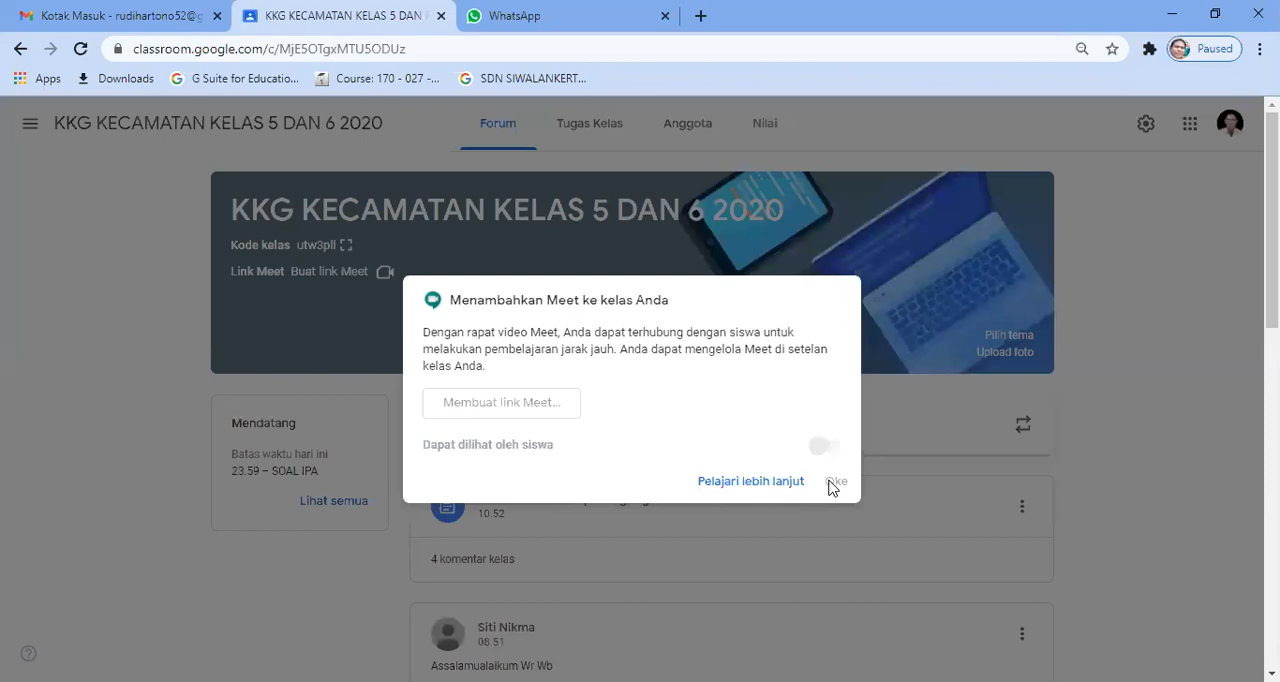 Kotak Masuk - rudihartono52@g
KKG KECAMATAN KELAS 5 DAN
WhatsApp
classroom.google.com/c/MjE5OTgxMTU5ODUz
Paused
Apps
Downloads
G Suite for Educatio...
Course: 170 - 027 -...
SDN SIWALANKERT...
KKG KECAMATAN KELAS 5 DAN 6 2020
Forum
Tugas Kelas
Anggota
Nilai
KKG KECAMATAN KELAS 5 DAN 6 2020
Kode kelas utw3pli
Link Meet Buat link Meet
Pilih tema
Upload foto
Menambahkan Meet ke kelas Anda
Dengan rapat video Meet, Anda dapat terhubung dengan siswa untuk
melakukan pembelajaran jarak jauh. Anda dapat mengelola Meet di setelan
kelas Anda.
Membuat link Meet...
Dapat dilihat oleh siswa
Pelajari lebih lanjut
Oke
Mendatang
Batas waktu hari ini
23.59 – SOAL IPA
Lihat semua
10.52
4 komentar kelas
Siti Nikma
08.51
Assalamualaikum Wr Wb